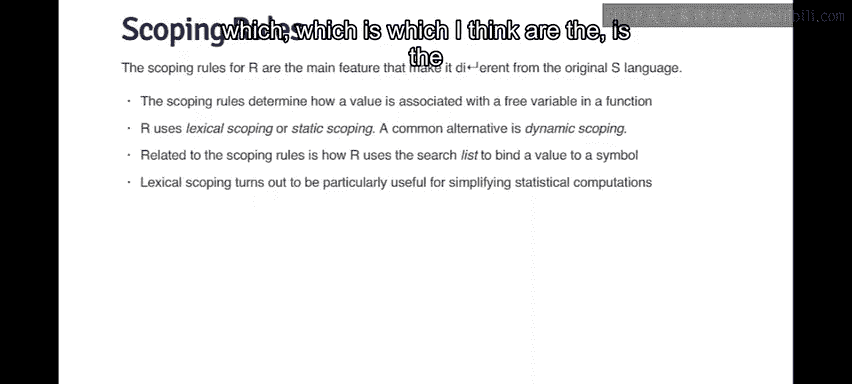 Scoping Rules
which, which is which I think are the, is
the
The scoping rules for R are the main feature that make it di↵erent from the original S language.
· The scoping rules determine how a value is associated with a free variable in a function
· R uses lexical scoping or static scoping. A common alternative is dynamic scoping.
· Related to the scoping rules is how R uses the search list to bind a value to a symbol
· Lexical scoping turns out to be particularly useful for simplifying statistical computations